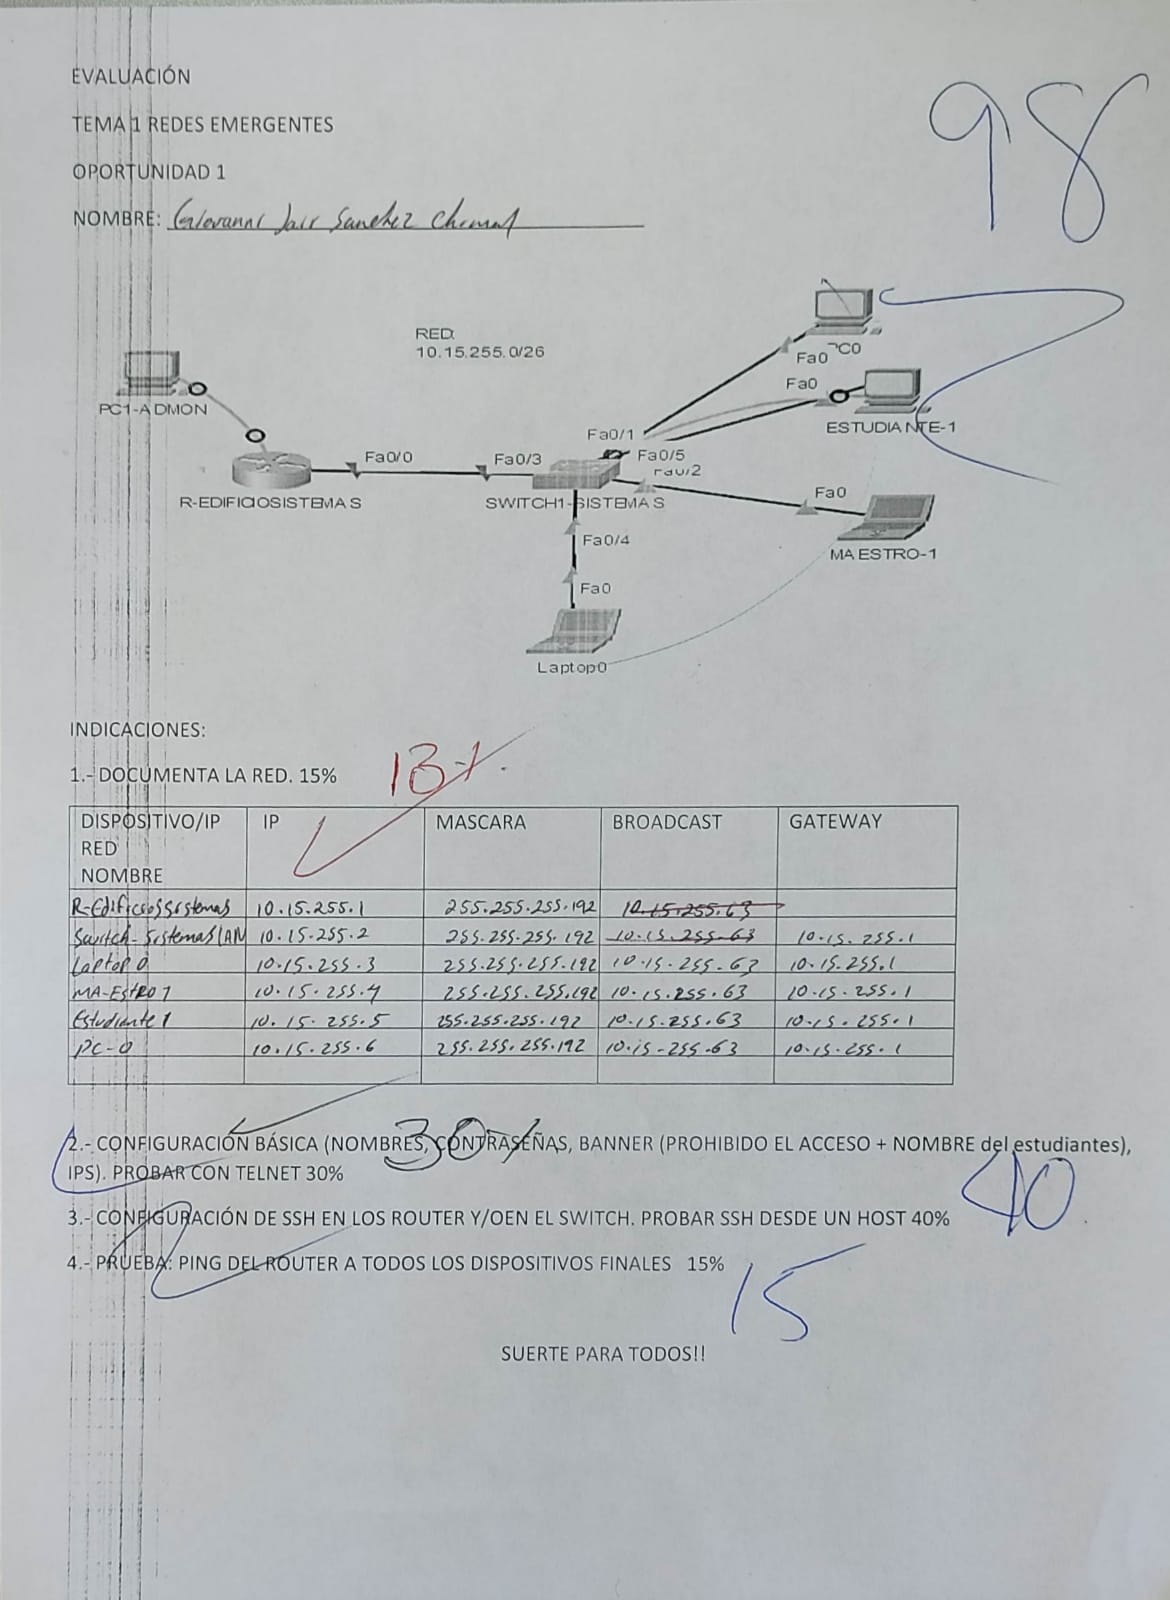 EVALUACIÓN
98
TEMA 1 REDES EMERGENTES
OPORTUNIDAD 1
NOMBRE: Giovanni Jair Sanchez
RED:
10.15.255.0/26
PC0
Fa0
PC1-ADMON
Fa0
ESTUDIANTE-1
Fa0/1
Fa0/0
Fa0/3
Fa0/5
Fa0/2
R-EDIFICIOSISTEMAS
SWITCH1-SISTEMAS
Fa0
Fa0/4
MAESTRO-1
Fa0
Laptop0
INDICACIONES:
1.- DOCUMENTA LA RED. 15% 13%
DISPOSITIVO/IP RED NOMBRE IP MASCARA BROADCAST GATEWAY
R-EdificiosSistemas 10.15.255.1 255.255.255.192 10.15.255.63
Switch-Sistemas(AN 10.15.255.2 255.255.255.192 10.15.255.63 10.15.255.1
Laptop 0 10.15.255.3 255.255.255.192 10.15.255.63 10.15.255.1
MA-EstRO 1 10.15.255.4 255.255.255.192 10.15.255.63 10.15.255.1
Estudiante 1 10.15.255.5 255.255.255.192 10.15.255.63 10.15.255.1
PC-0 10.15.255.6 255.255.255.192 10.15.255.63 10.15.255.1
30%
2.- CONFIGURACIÓN BÁSICA (NOMBRES, CONTRASEÑAS, BANNER (PROHIBIDO EL ACCESO + NOMBRE del estudiantes),
IPS). PROBAR CON TELNET 30%
3.- CONFIGURACIÓN DE SSH EN LOS ROUTER Y/OEN EL SWITCH. PROBAR SSH DESDE UN HOST 40% 40
4.- PRUEBA: PING DEL ROUTER A TODOS LOS DISPOSITIVOS FINALES 15%
15
SUERTE PARA TODOS!!